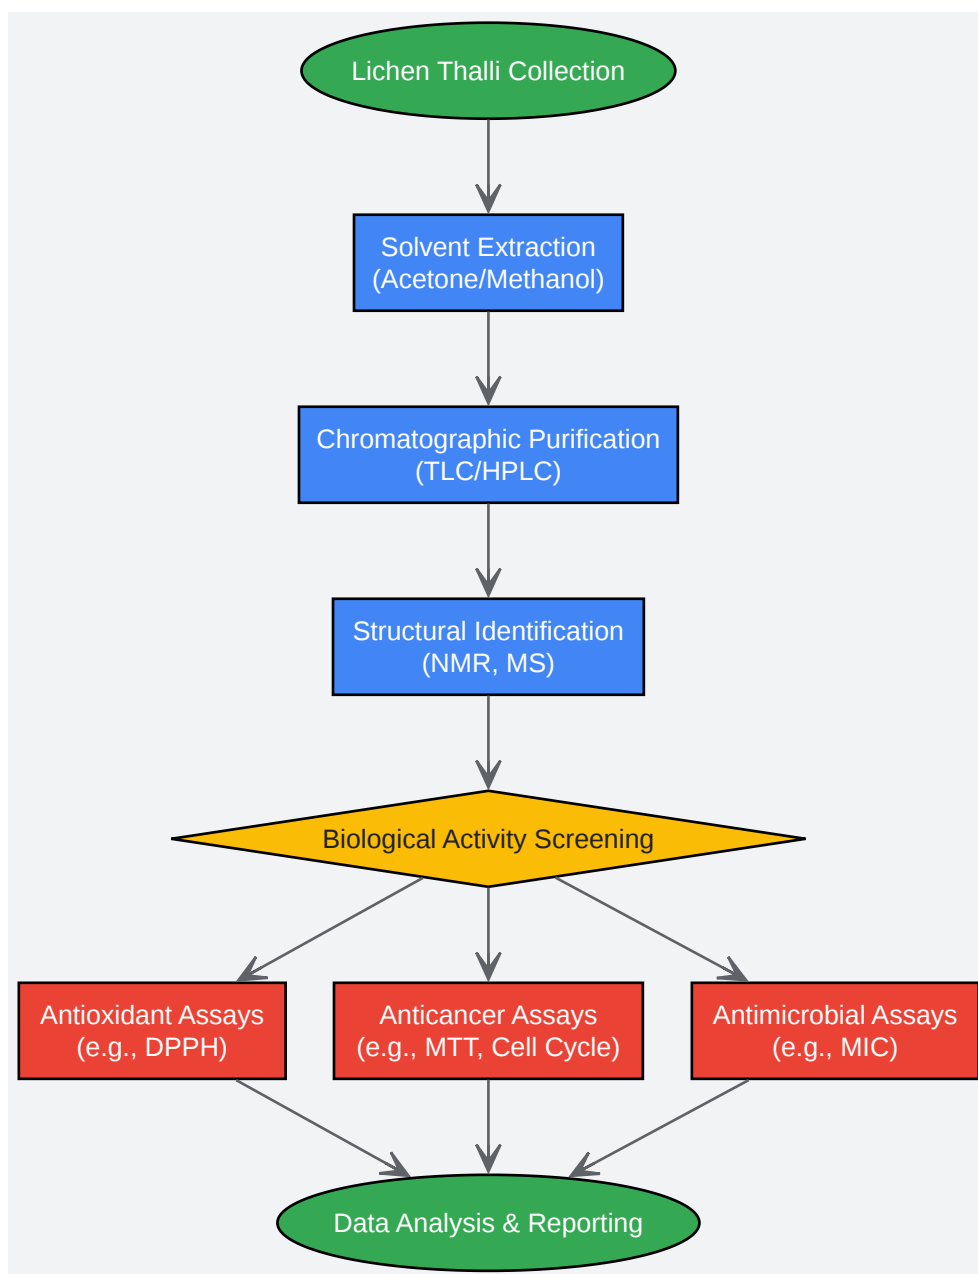 Lichen Thalli Collection
Solvent Extraction
(Acetone/Methanol)
Chromatographic Purification
(TLC/HPLC)
Structural Identification
(NMR, MS)
Biological Activity Screening
Antioxidant Assays
(e.g., DPPH)
Anticancer Assays
(e.g., MTT, Cell Cycle)
Antimicrobial Assays
(e.g., MIC)
Data Analysis & Reporting